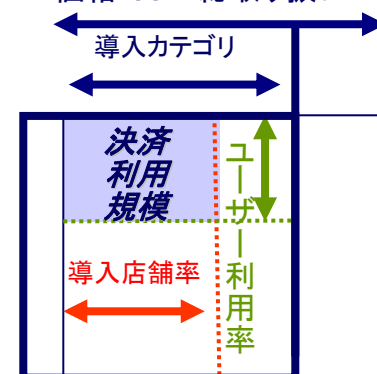 導入カテゴリ
決済
利用
規模
ユーザー利用率
導入店舗率